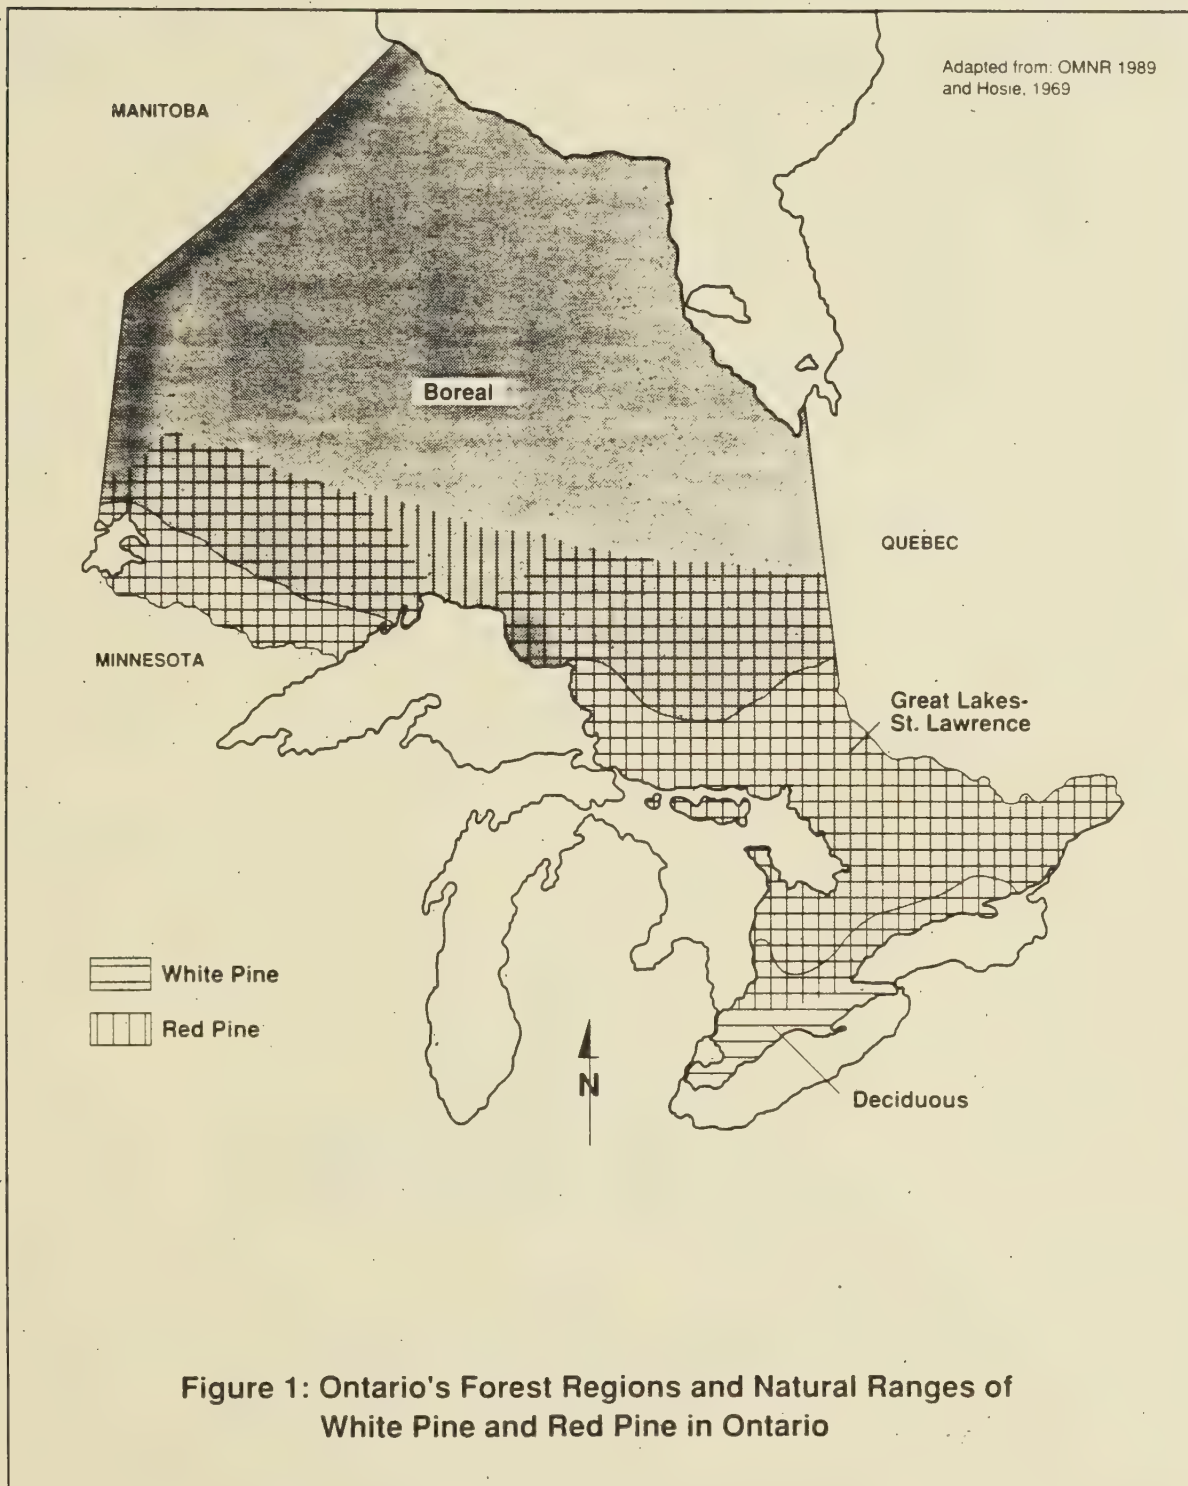 Adapted from: OMNR 1989
and Hosie, 1969
MANITOBA
Boreal
QUEBEC
MINNESOTA
Great Lakes-
St. Lawrence
White Pine
Red Pine
N
Deciduous
Figure 1: Ontario's Forest Regions and Natural Ranges of
White Pine and Red Pine in Ontario